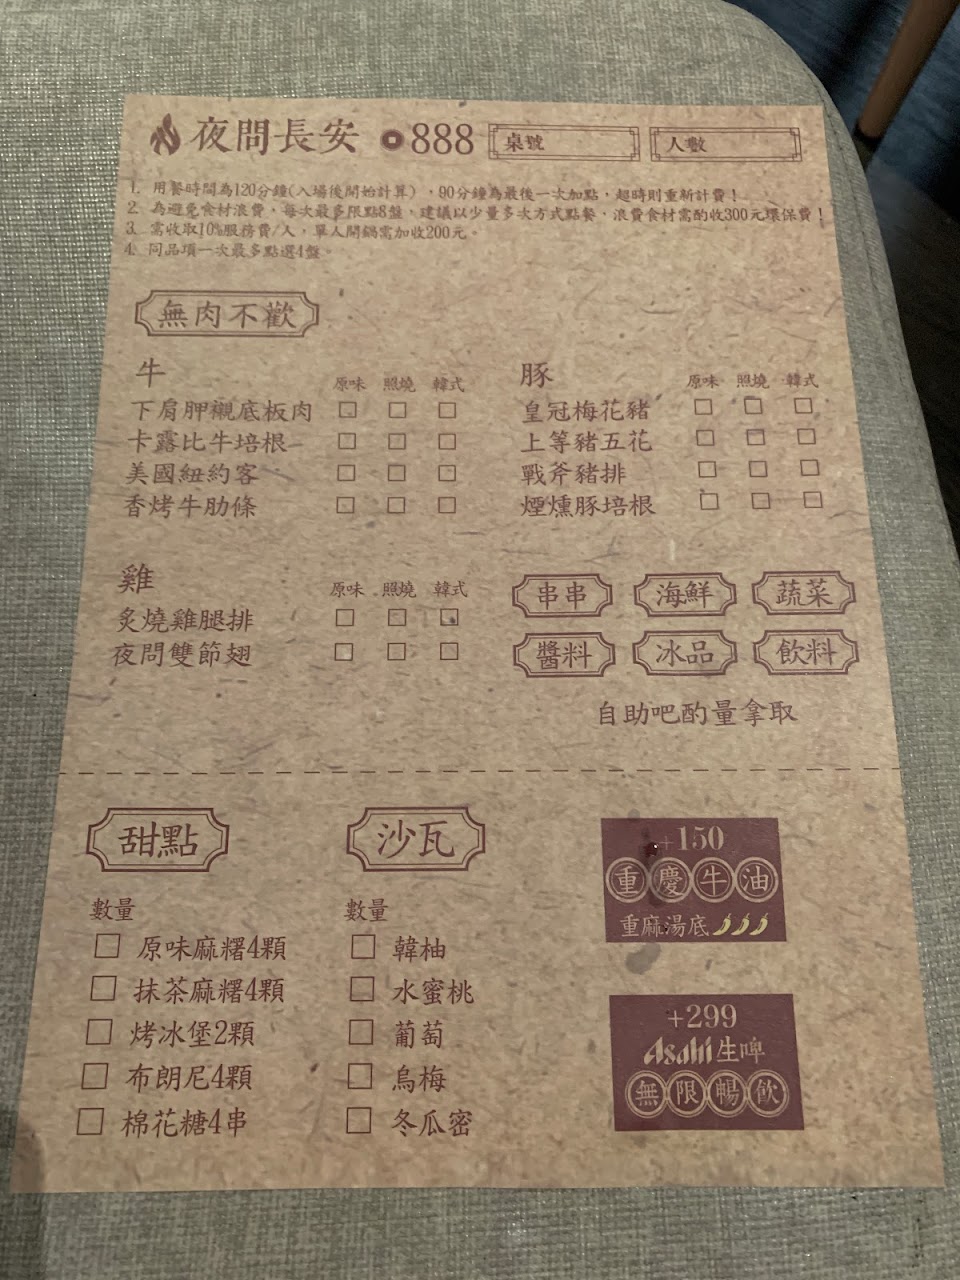 夜問長安 888 桌號 人數
1. 用餐時間為120分鐘(入場後開始計算)，90分鐘為最後一次加點，超時則重新計費！
2. 為避免食材浪費，每次最多限點8盤，建議以少量多次方式點餐，浪費食材需酌收300元環保費！
3. 需收取10%服務費/人，單人開鍋需加收200元。
4. 同品項一次最多點選4盤。
無肉不歡
牛 原味 照燒 韓式
下肩胛襯底板肉 □ □ □
卡露比牛培根 □ □ □
美國紐約客 □ □ □
香烤牛肋條 □ □ □
豚 原味 照燒 韓式
皇冠梅花豬 □ □ □
上等豬五花 □ □ □
戰斧豬排 □ □ □
煙燻豚培根 □ □ □
雞 原味 照燒 韓式
炙燒雞腿排 □ □ □
夜問雙節翅 □ □ □
串串 海鮮 蔬菜
醬料 冰品 飲料
自助吧酌量拿取
甜點
數量
□ 原味麻糬4顆
□ 抹茶麻糬4顆
□ 烤冰堡2顆
□ 布朗尼4顆
□ 棉花糖4串
沙瓦
數量
□ 韓柚
□ 水蜜桃
□ 葡萄
□ 烏梅
□ 冬瓜密
+150
重慶牛油
重麻湯底
+299
Asahi生啤
無限暢飲